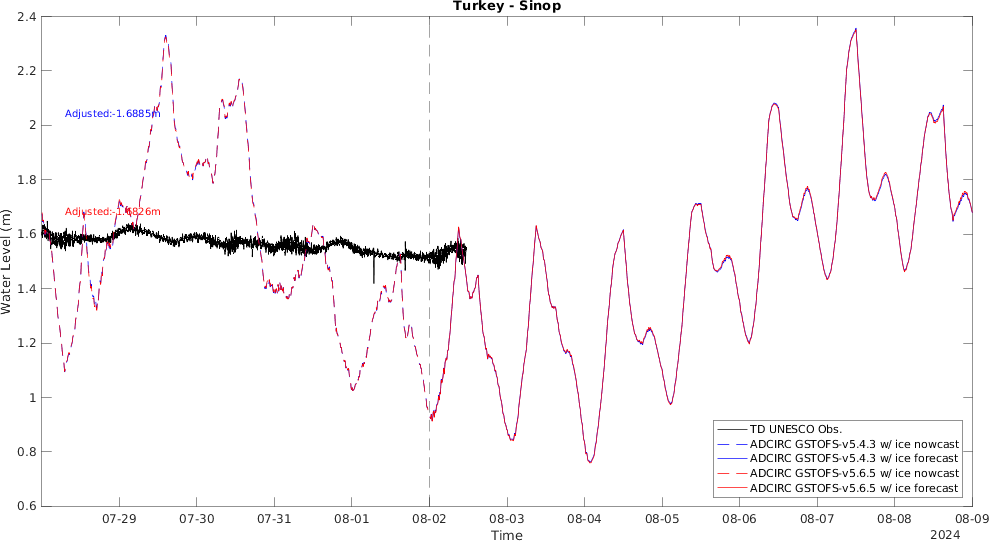 Turkey - Sinop
2.4
2.2
2
1.8
1.6
1.4
1.2
1
0.8
0.6
Water Level (m)
Adjusted:-1.6885m
Adjusted:-1.6826m
TD UNESCO Obs.
ADCIRC GSTOFS-v5.4.3 w/ ice nowcast
ADCIRC GSTOFS-v5.4.3 w/ ice forecast
ADCIRC GSTOFS-v5.6.5 w/ ice nowcast
ADCIRC GSTOFS-v5.6.5 w/ ice forecast
07-29 07-30 07-31 08-01 08-02 08-03 08-04 08-05 08-06 08-07 08-08 08-09
Time
2024